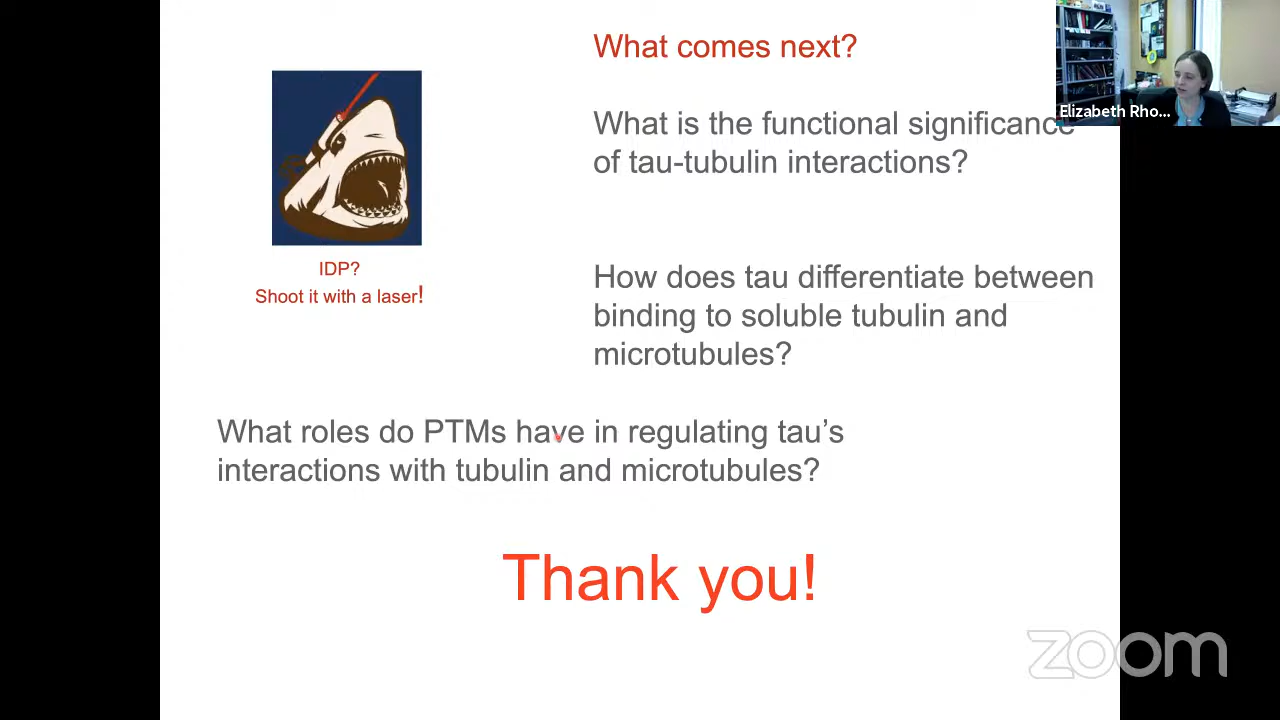 What comes next?
Elizabeth Rho...
What is the functional significance
of tau-tubulin interactions?
IDP?
Shoot it with a laser!
How does tau differentiate between
binding to soluble tubulin and
microtubules?
What roles do PTMs have in regulating tau’s
interactions with tubulin and microtubules?
Thank you!
zoom